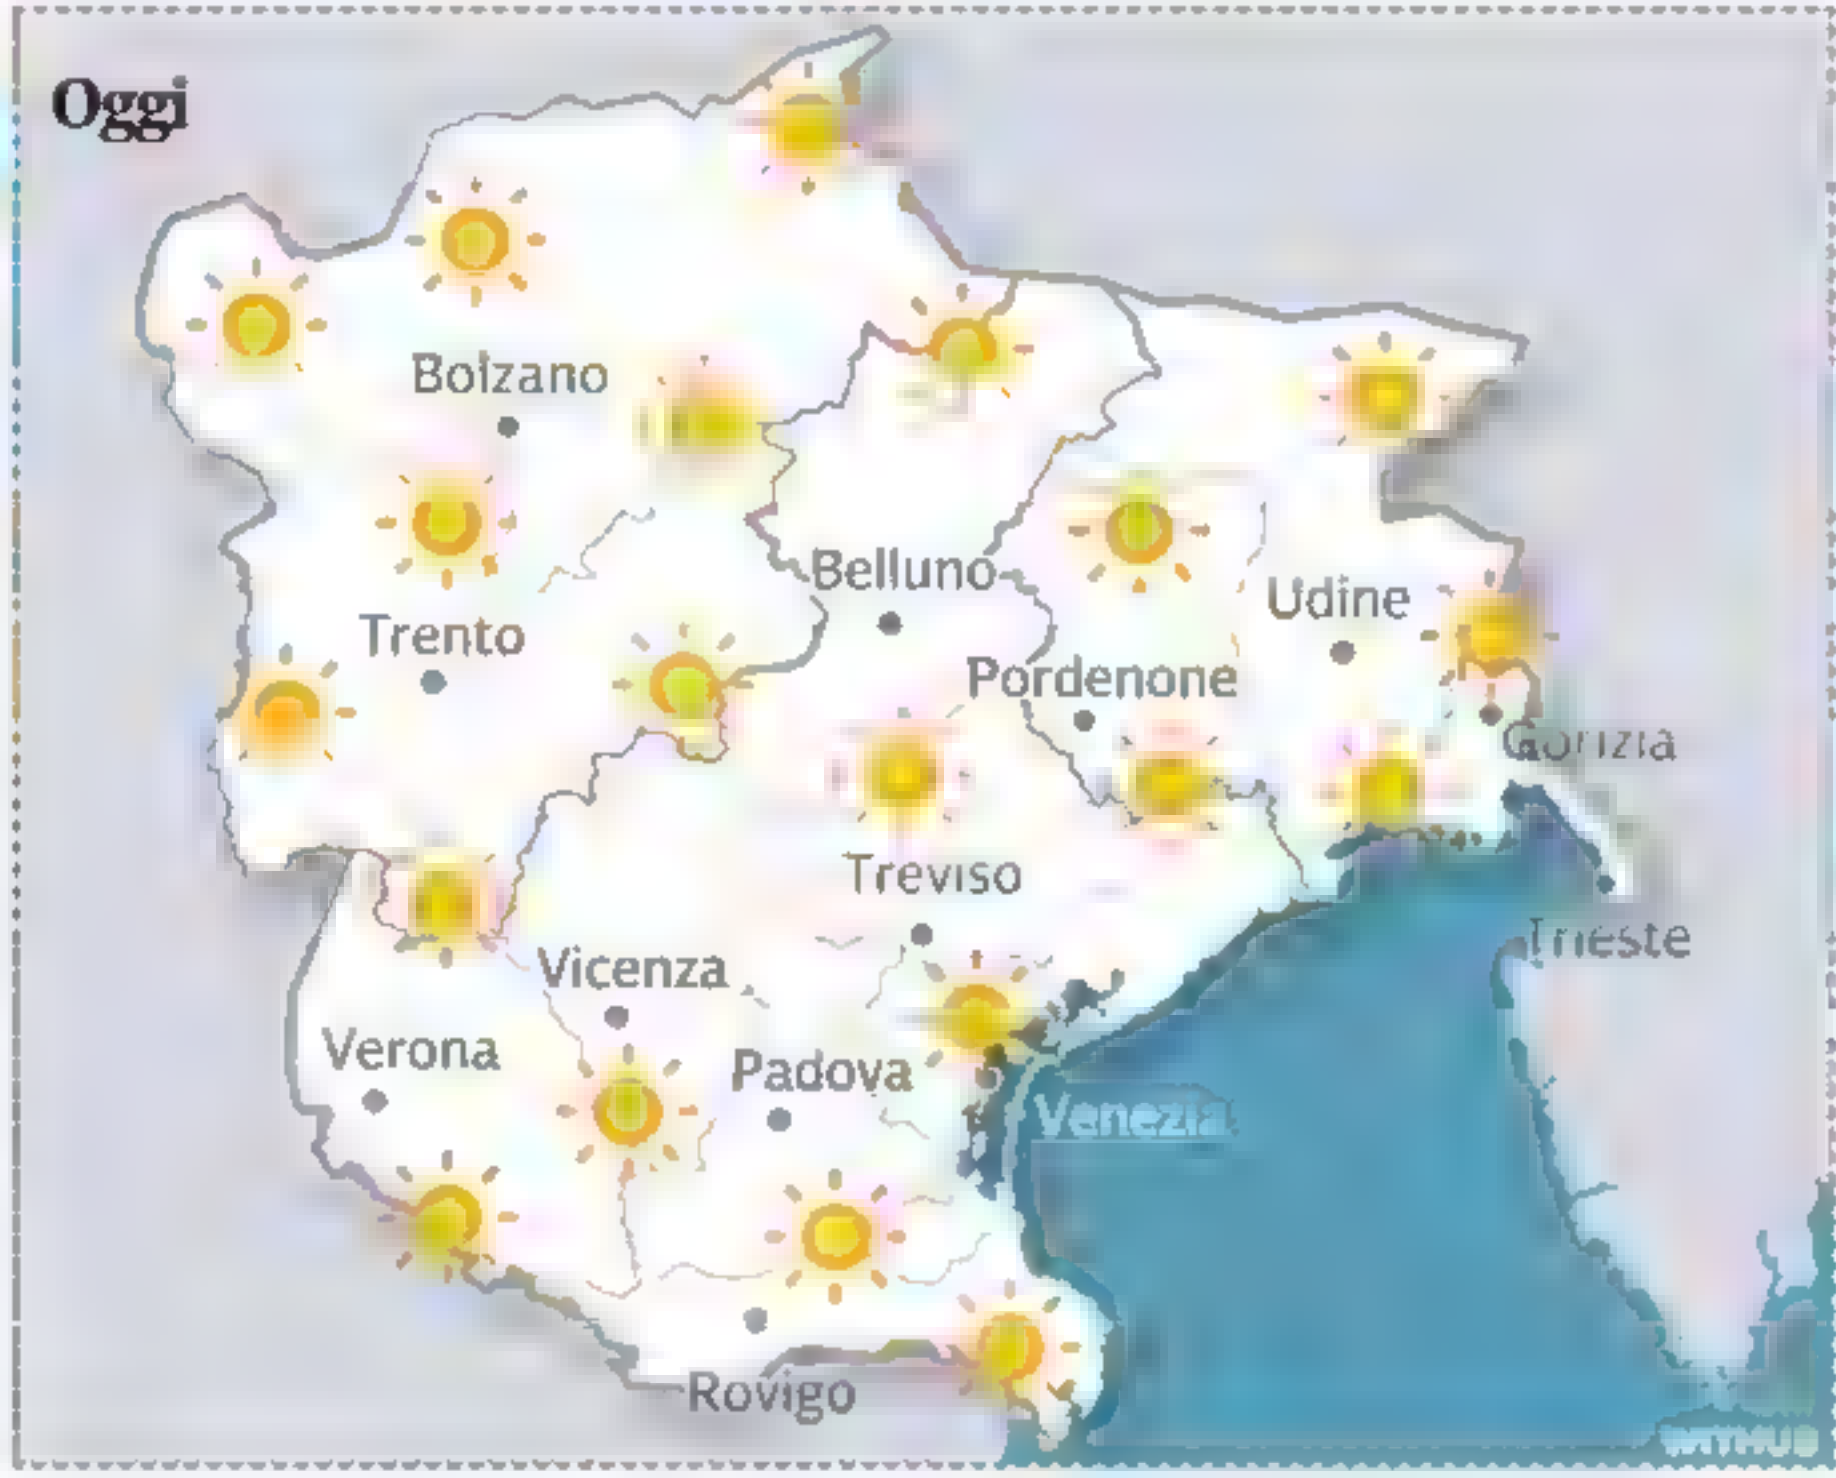 Oggi
Bolzano
Belluno
Udine
Trento
Pordenone
Gorizia
Treviso
Trieste
Vicenza
Verona
Padova
Venezia
Rovigo